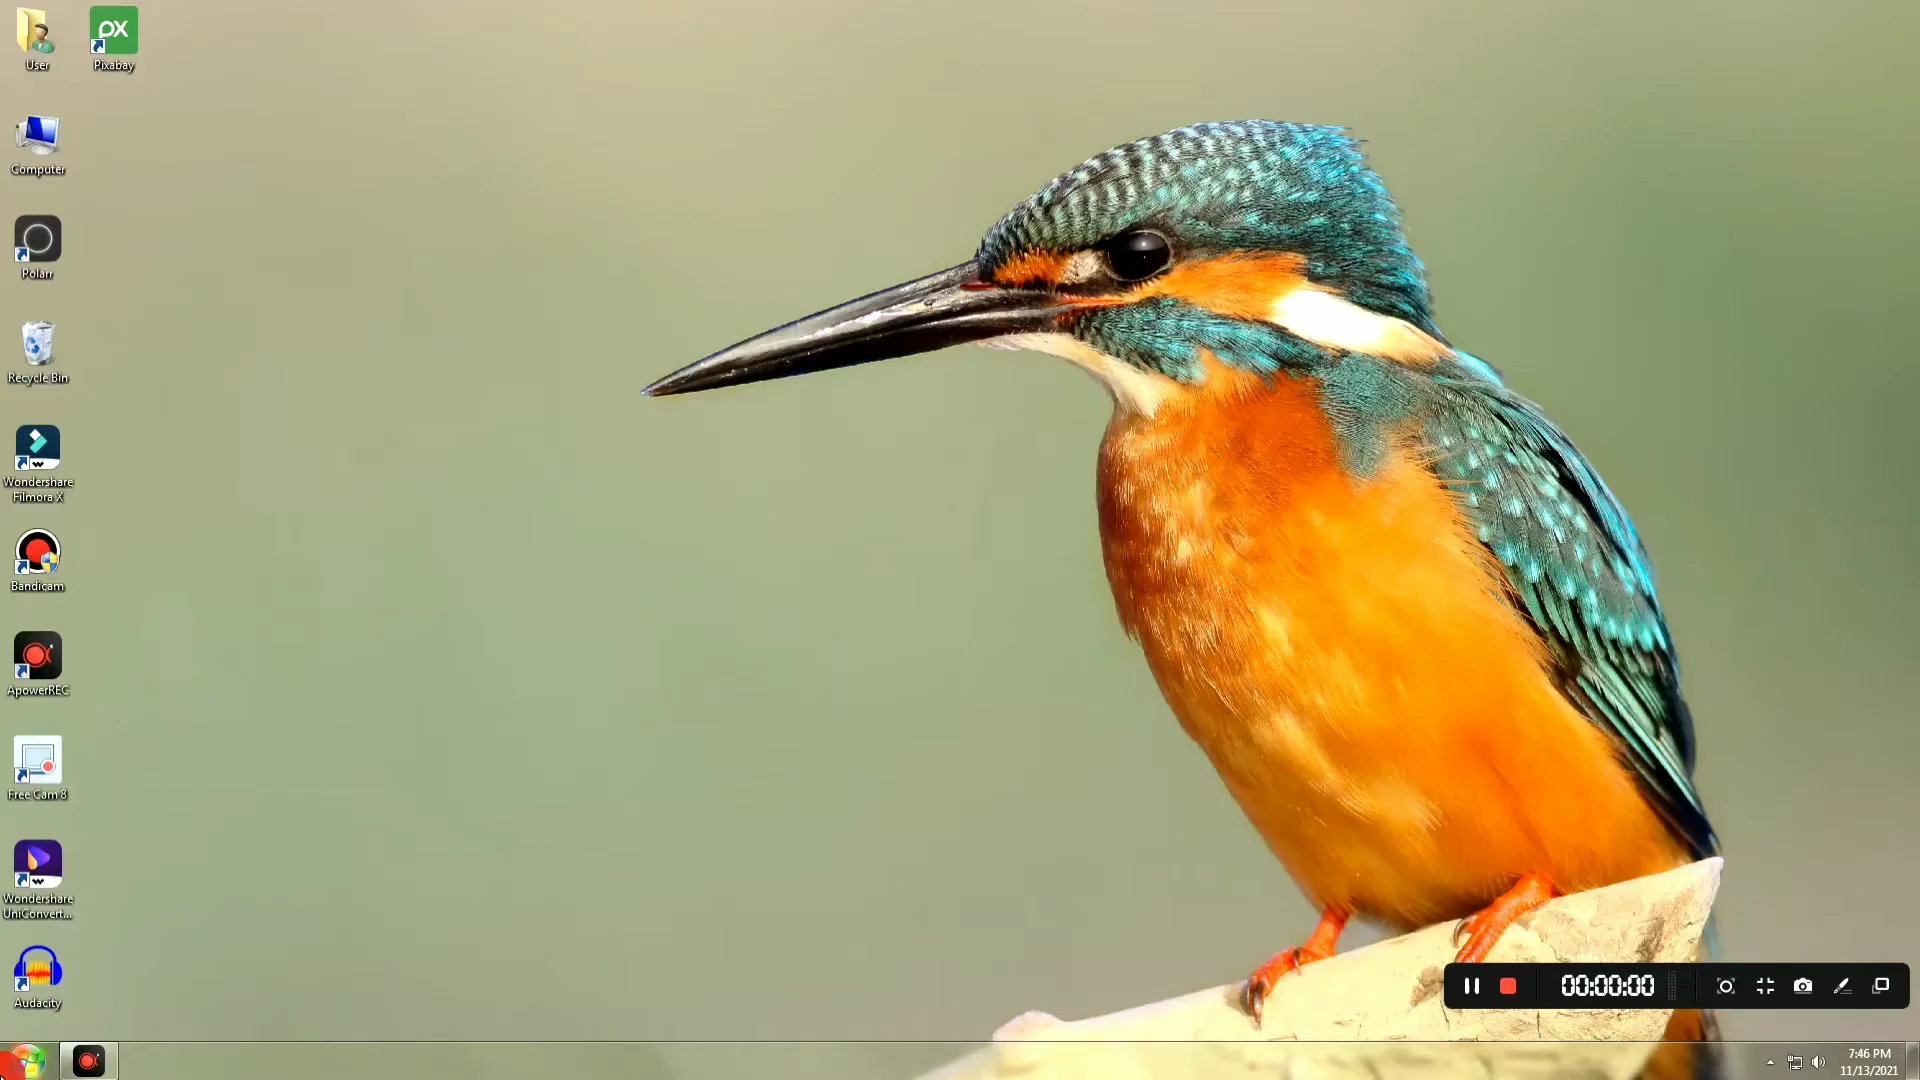 User
PX
Pixabay
Computer
Polarr
Recycle Bin
Wondershare
Filmora X
Bandicam
ApowerREC
Free Cam 8
Wondershare
UniConvert...
Audacity
00:00:00
7:46 PM
11/13/2021